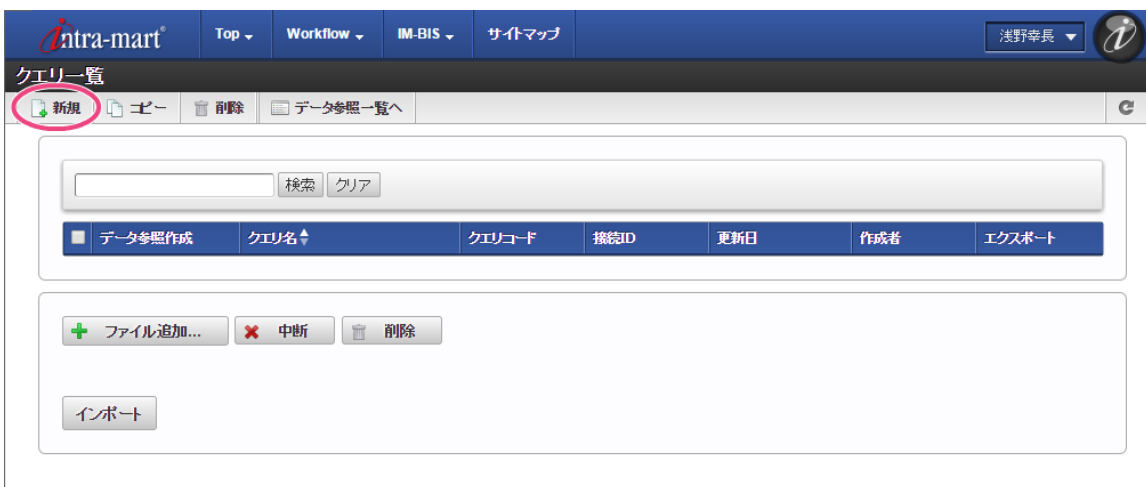 intra-mart® Top Workflow IM-BIS サイトマップ 浅野幸長
クエリ一覧
新規 コピー 削除 データ参照一覧へ
検索 クリア
データ参照作成 クエリ名 クエリコード 接続ID 更新日 作成者 エクスポート
ファイル追加... 中断 削除
インポート